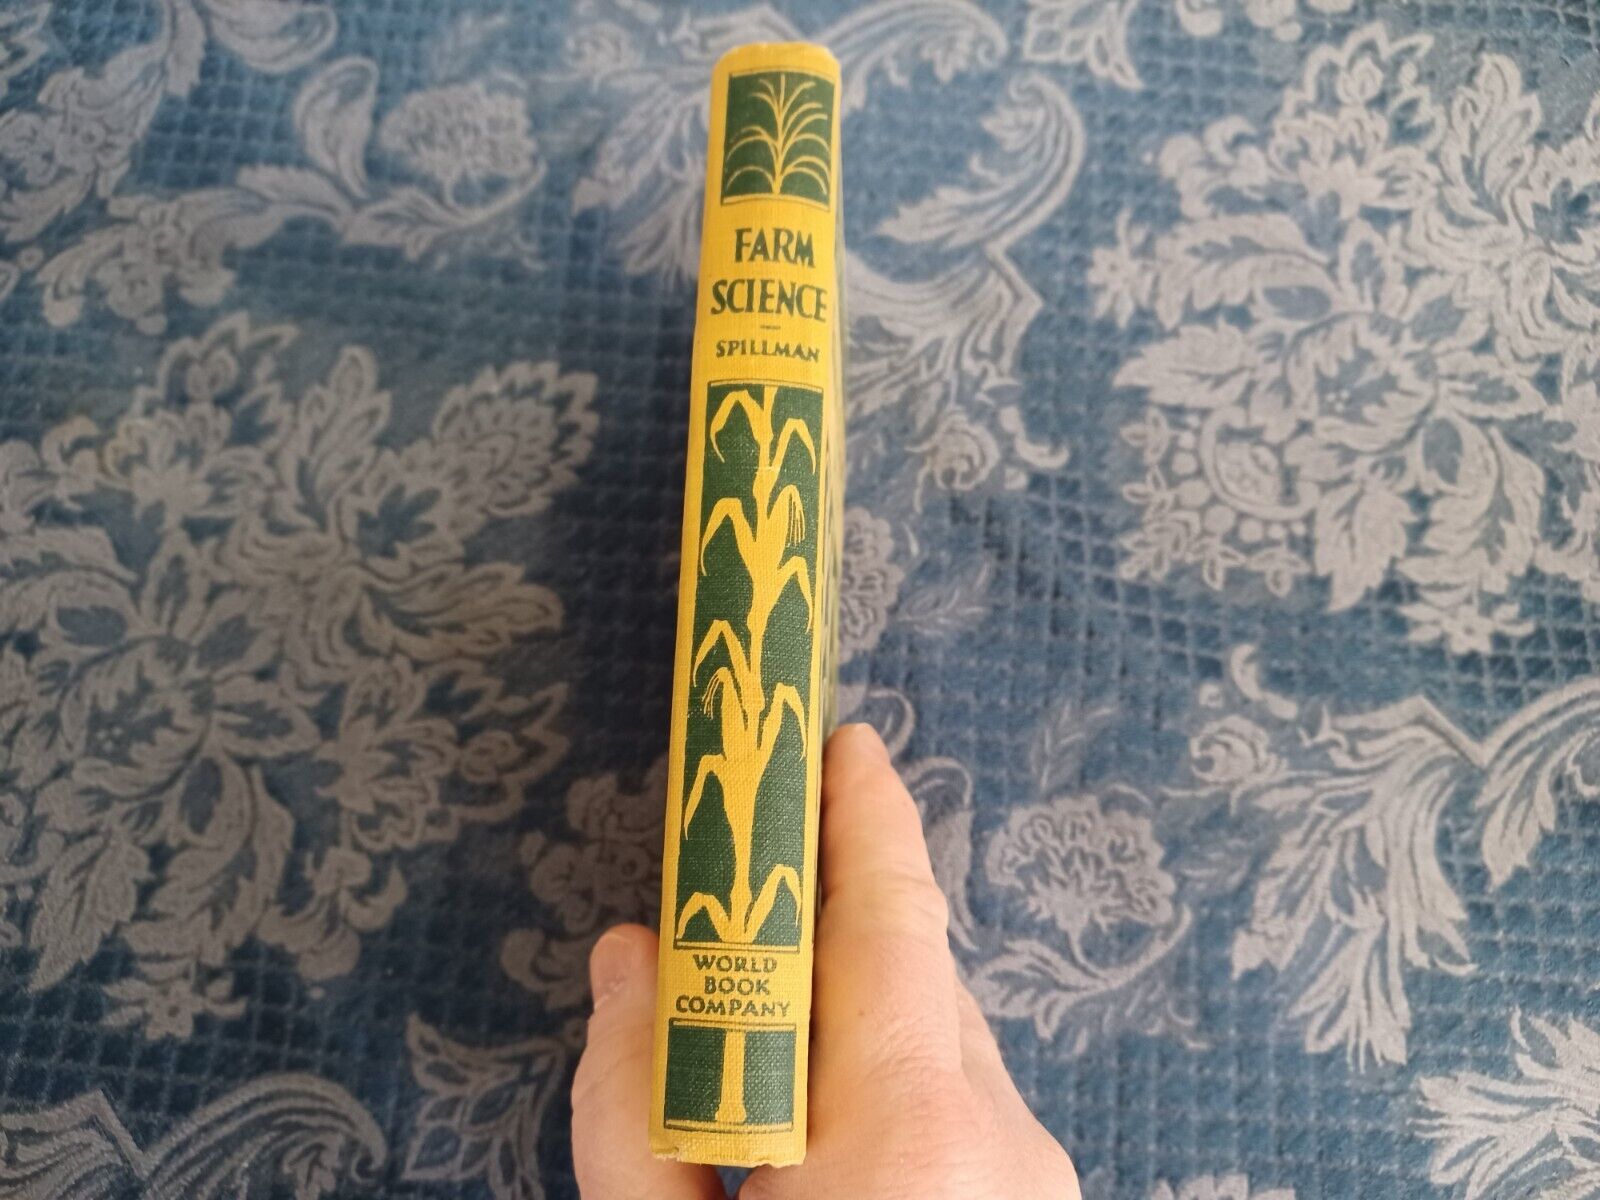 FARM
SCIENCE
SPILLMAN
WORLD
BOOK
COMPANY